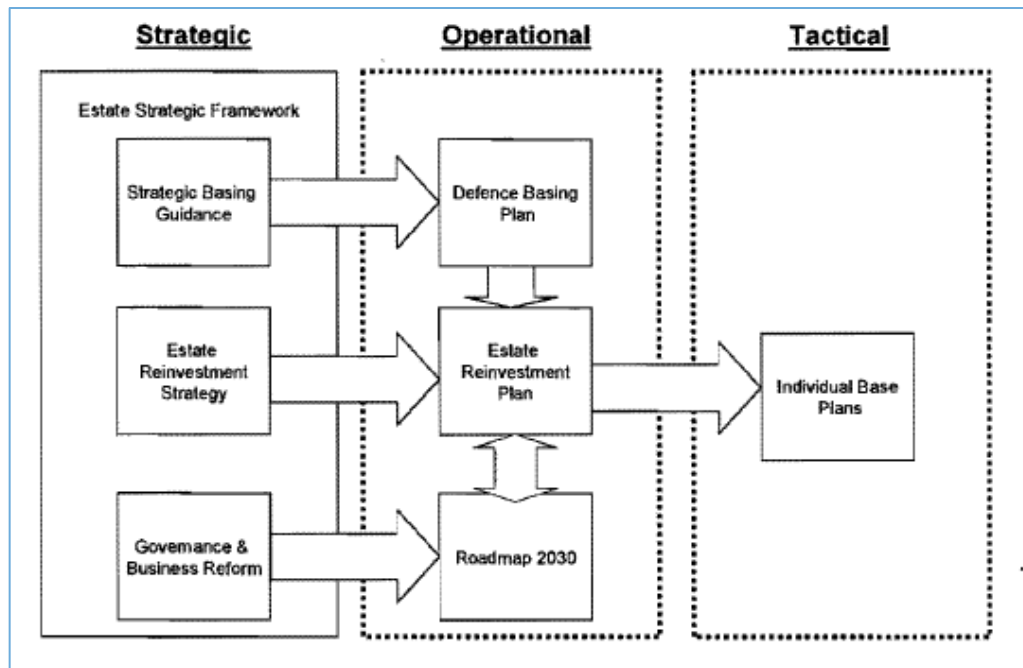 Strategic
Operational
Tactical
Estate Strategic Framework
Strategic Basing
Guidance
Defence Basing
Plan
Estate
Reinvestment
Strategy
Estate
Reinvestment
Plan
Individual Base
Plans
Governance &
Business Reform
Roadmap 2030